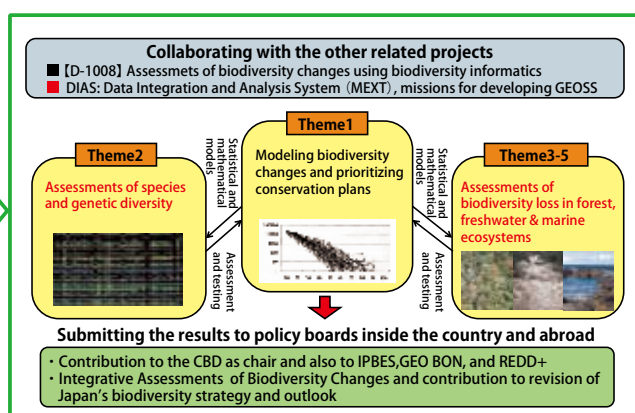 Collaborating with the other related projects
■【D-1008】Assessmets of biodiversity changes using biodiversity informatics
■ DIAS: Data Integration and Analysis System (MEXT), missions for developing GEOSS
Theme1
Modeling biodiversity
changes and prioritizing
conservation plans
Theme2
Assessments of species
and genetic diversity
Statistical and
mathematical
models
Assessment
and testing
Theme3-5
Assessments of
biodiversity loss in forest,
freshwater & marine
ecosystems
Statistical and
mathematical
models
Assessment
and testing
Submitting the results to policy boards inside the country and abroad
・Contribution to the CBD as chair and also to IPBES,GEO BON, and REDD+
・Integrative Assessments of Biodiversity Changes and contribution to revision of
Japan's biodiversity strategy and outlook